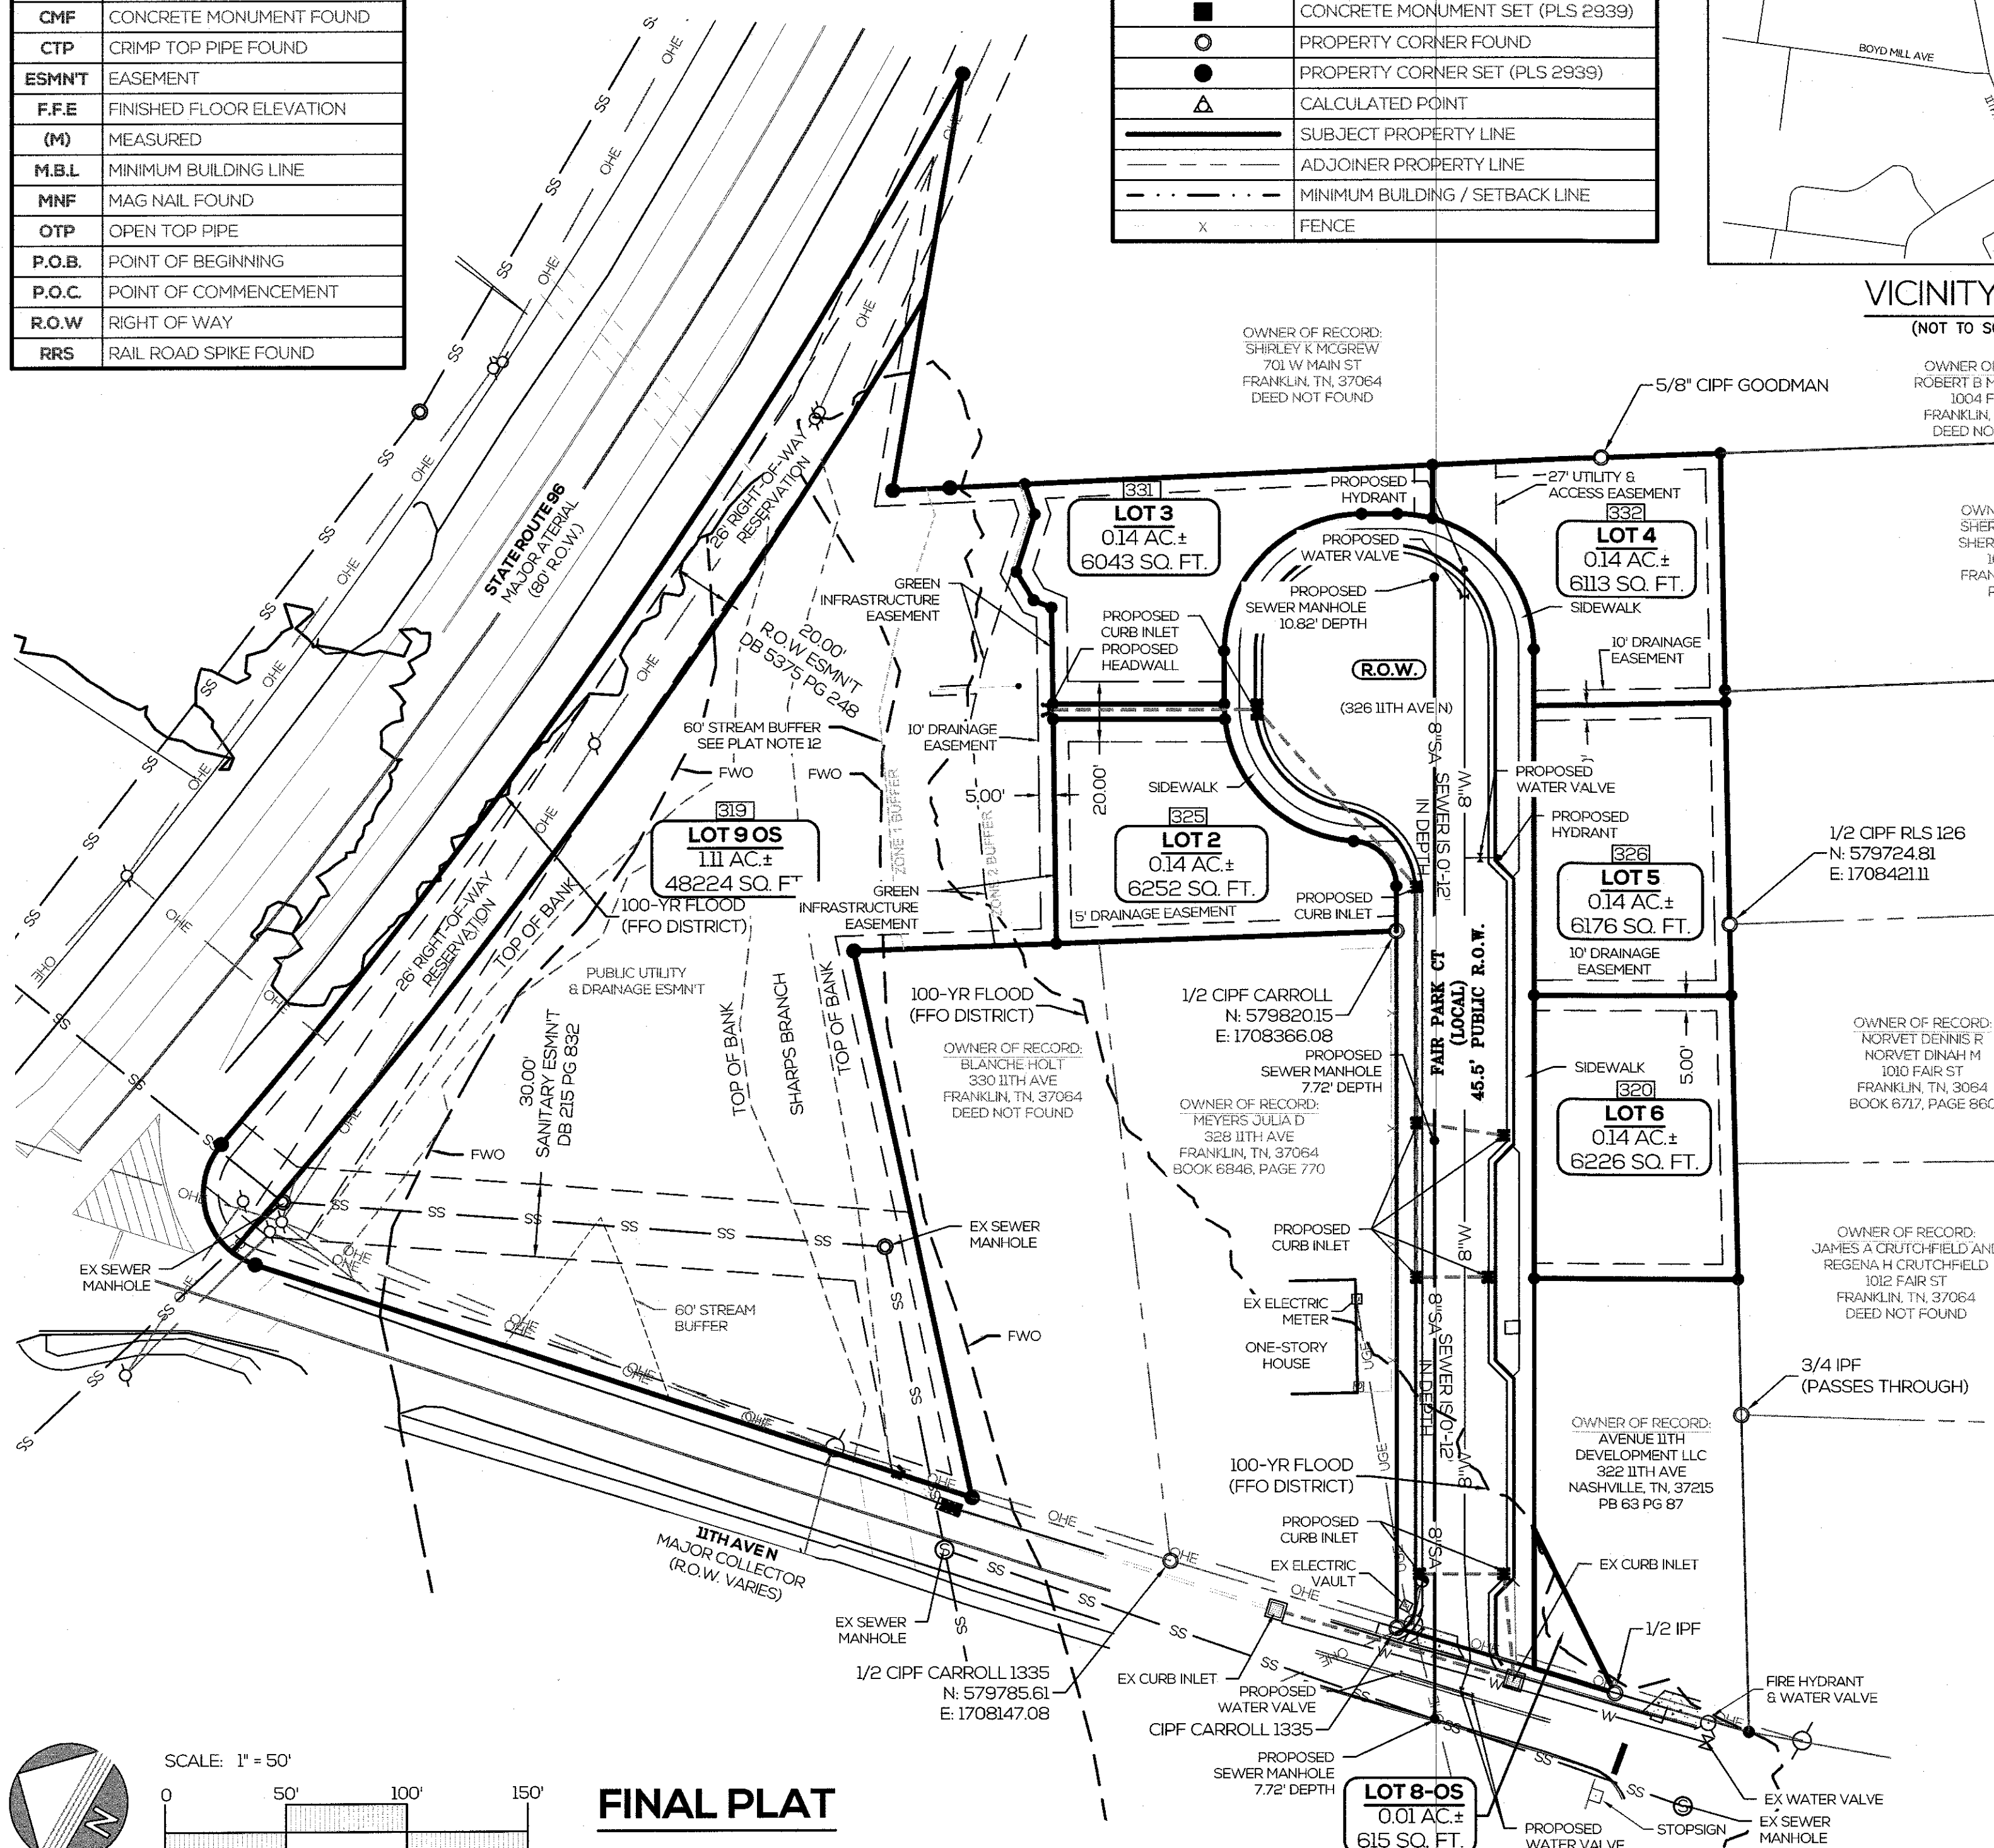 CMF CONCRETE MONUMENT FOUND
CTP CRIMP TOP PIPE FOUND
ESMN'T EASEMENT
F.F.E FINISHED FLOOR ELEVATION
(M) MEASURED
M.B.L MINIMUM BUILDING LINE
MNF MAG NAIL FOUND
OTP OPEN TOP PIPE
P.O.B. POINT OF BEGINNING
P.O.C. POINT OF COMMENCEMENT
R.O.W RIGHT OF WAY
RRS RAIL ROAD SPIKE FOUND
CONCRETE MONUMENT SET (PLS 2939)
PROPERTY CORNER FOUND
PROPERTY CORNER SET (PLS 2939)
CALCULATED POINT
SUBJECT PROPERTY LINE
ADJOINER PROPERTY LINE
MINIMUM BUILDING / SETBACK LINE
X FENCE
BOYD MILL AVE
VICINITY
(NOT TO
OWNER OF RECORD:
SHIRLEY K MCGREW
701 W MAIN ST
FRANKLIN, TN, 37064
DEED NOT FOUND
5/8" CIPF GOODMAN
ROBERT B
1004
FRANKLIN,
DEED
STATE ROUTE 96
MAJOR ATERIAL
(80' R.O.W.)
26' RIGHT-OF-WAY
RESERVATION
20.00'
R.O.W ESMN'T
DB 5375 PG 248
60' STREAM BUFFER
SEE PLAT NOTE 12
FWO
FWO
GREEN
INFRASTRUCTURE
EASEMENT
10' DRAINAGE
EASEMENT
331
LOT 3
0.14 AC.±
6043 SQ. FT.
PROPOSED
HYDRANT
PROPOSED
WATER VALVE
27' UTILITY &
ACCESS EASEMENT
332
LOT 4
0.14 AC.±
6113 SQ. FT.
PROPOSED
SEWER MANHOLE
10.82' DEPTH
SIDEWALK
PROPOSED
CURB INLET
PROPOSED
HEADWALL
10' DRAINAGE
EASEMENT
R.O.W.
(326 11TH AVE N)
8"SA SEWER IS 0'-12'
IN DEPTH
8"W
319
LOT 9 OS
1.11 AC.±
48224 SQ. FT
ZONE 1 BUFFER
ZONE 2 BUFFER
5.00'
20.00'
SIDEWALK
325
LOT 2
0.14 AC.±
6252 SQ. FT.
5' DRAINAGE EASEMENT
PROPOSED
CURB INLET
PROPOSED
WATER VALVE
PROPOSED
HYDRANT
326
LOT 5
0.14 AC.±
6176 SQ. FT.
10' DRAINAGE
EASEMENT
1/2 CIPF RLS 126
N: 579724.81
E: 1708421.11
GREEN
INFRASTRUCTURE
EASEMENT
100-YR FLOOD
(FFO DISTRICT)
26' RIGHT-OF-WAY
RESERVATION
TOP OF BANK
PUBLIC UTILITY
& DRAINAGE ESMN'T
30.00'
SANITARY ESMN'T
DB 215 PG 832
TOP OF BANK
SHARPS BRANCH
TOP OF BANK
100-YR FLOOD
(FFO DISTRICT)
OWNER OF RECORD:
BLANCHE HOLT
330 11TH AVE
FRANKLIN, TN, 37064
DEED NOT FOUND
1/2 CIPF CARROLL
N: 579820.15
E: 1708366.08
PROPOSED
SEWER MANHOLE
7.72' DEPTH
OWNER OF RECORD:
MEYERS JULIA D
328 11TH AVE
FRANKLIN, TN, 37064
BOOK 6846, PAGE 770
FAIR PARK CT
(LOCAL)
45.5' PUBLIC R.O.W.
SIDEWALK
5.00'
320
LOT 6
0.14 AC.±
6226 SQ. FT.
OWNER OF RECORD:
NORVET DENNIS R
NORVET DINAH M
1010 FAIR ST
FRANKLIN, TN, 3064
BOOK 6717, PAGE 860
FWO
EX SEWER
MANHOLE
EX SEWER
MANHOLE
60' STREAM
BUFFER
FWO
PROPOSED
CURB INLET
EX ELECTRIC
METER
ONE-STORY
HOUSE
UGE
8"SA SEWER IS 0'-12'
IN DEPTH
8"W
OWNER OF RECORD:
JAMES A CRUTCHFIELD AND
REGENA H CRUTCHFIELD
1012 FAIR ST
FRANKLIN, TN, 37064
DEED NOT FOUND
3/4 IPF
(PASSES THROUGH)
OWNER OF RECORD:
AVENUE 11TH
DEVELOPMENT LLC
322 11TH AVE
NASHVILLE, TN, 37215
PB 63 PG 87
100-YR FLOOD
(FFO DISTRICT)
PROPOSED
CURB INLET
EX ELECTRIC
VAULT
8"SA
8"W
EX CURB INLET
1/2 IPF
11TH AVE N
MAJOR COLLECTOR
(R.O.W. VARIES)
EX SEWER
MANHOLE
1/2 CIPF CARROLL 1335
N: 579785.61
E: 1708147.08
EX CURB INLET
PROPOSED
WATER VALVE
CIPF CARROLL 1335
PROPOSED
SEWER MANHOLE
7.72' DEPTH
LOT 8-OS
0.01 AC.±
615 SQ. FT.
PROPOSED
WATER VALVE
STOPSIGN
FIRE HYDRANT
& WATER VALVE
EX WATER VALVE
EX SEWER
MANHOLE
N
SCALE: 1" = 50'
0 50' 100' 150'
FINAL PLAT